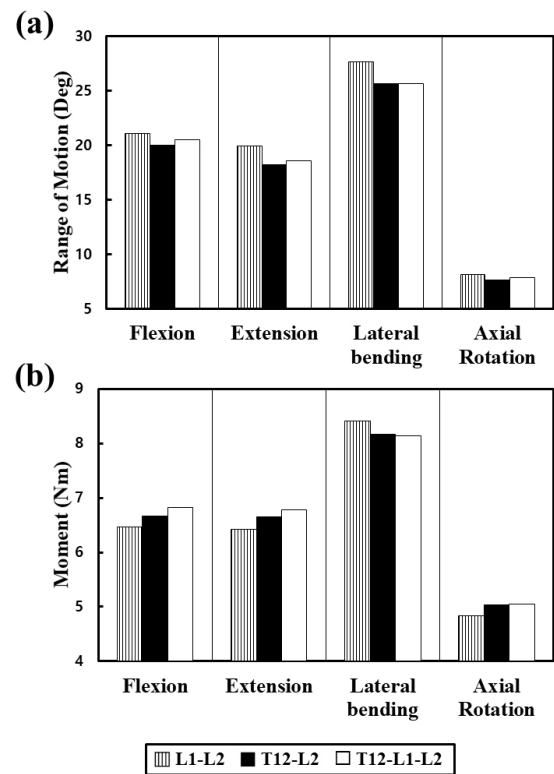 (a)
Range of Motion (Deg)
30
25
20
15
10
5
Flexion
Extension
Lateral
bending
Axial
Rotation
(b)
Moment (Nm)
9
8
7
6
5
4
Flexion
Extension
Lateral
bending
Axial
Rotation
L1-L2
T12-L2
T12-L1-L2